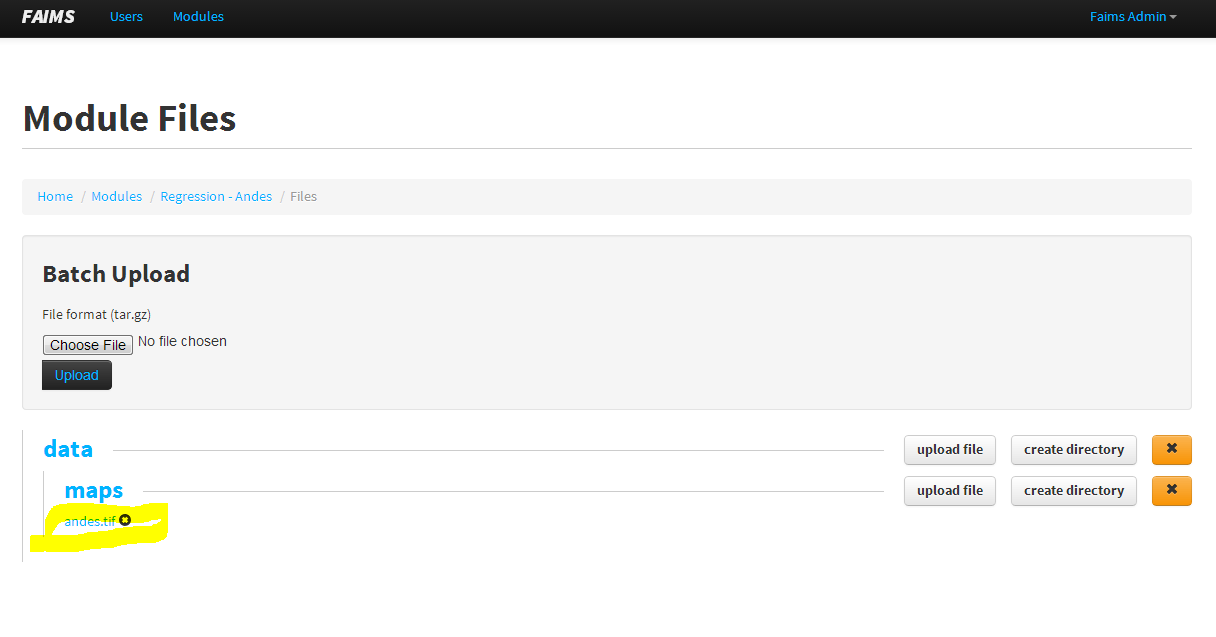 FAIMS Users Modules Faims Admin
Module Files
Home / Modules / Regression - Andes / Files
Batch Upload
File format (tar.gz)
Choose File No file chosen
Upload
data upload file create directory
maps upload file create directory
andes.tif